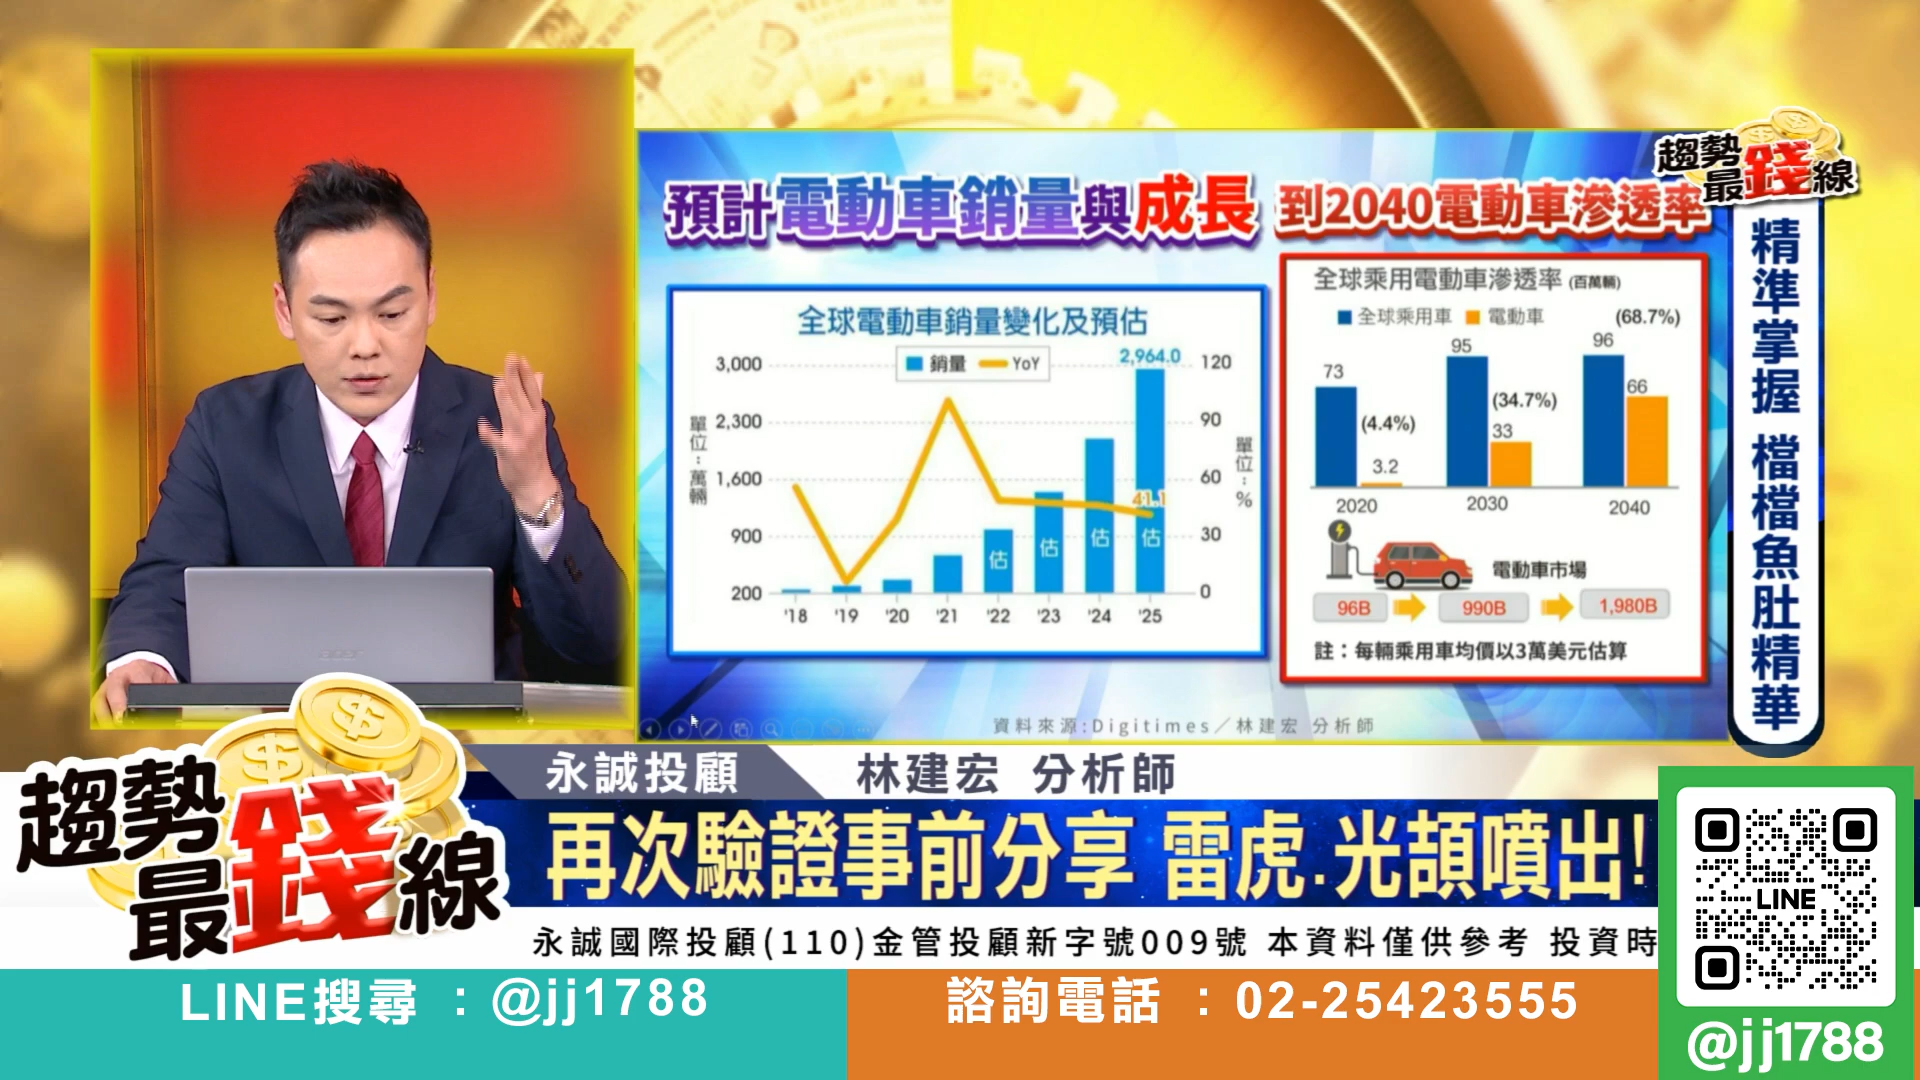 預計電動車銷量與成長 到2040電動車滲透率
趨勢最錢線
精準掌握 檔檔魚肚精華
全球電動車銷量變化及預估
銷量 YoY
單位：萬輛
3,000
2,300
1,600
900
200
2,964.0
41.1
估 估 估 估
'18 '19 '20 '21 '22 '23 '24 '25
120
90
60
30
0
單位：%
全球乘用電動車滲透率 (百萬輛)
全球乘用車 電動車
73 (4.4%) 3.2
95 (34.7%) 33
96 (68.7%) 66
2020 2030 2040
電動車市場
96B 990B 1,980B
註：每輛乘用車均價以3萬美元估算
資料來源:Digitimes／林建宏 分析師
acer
永誠投顧 林建宏 分析師
趨勢最錢線
再次驗證事前分享 雷虎.光頡噴出!
永誠國際投顧(110)金管投顧新字號009號 本資料僅供參考 投資時
LINE搜尋 ：@jj1788
諮詢電話 ：02-25423555
LINE
@jj1788